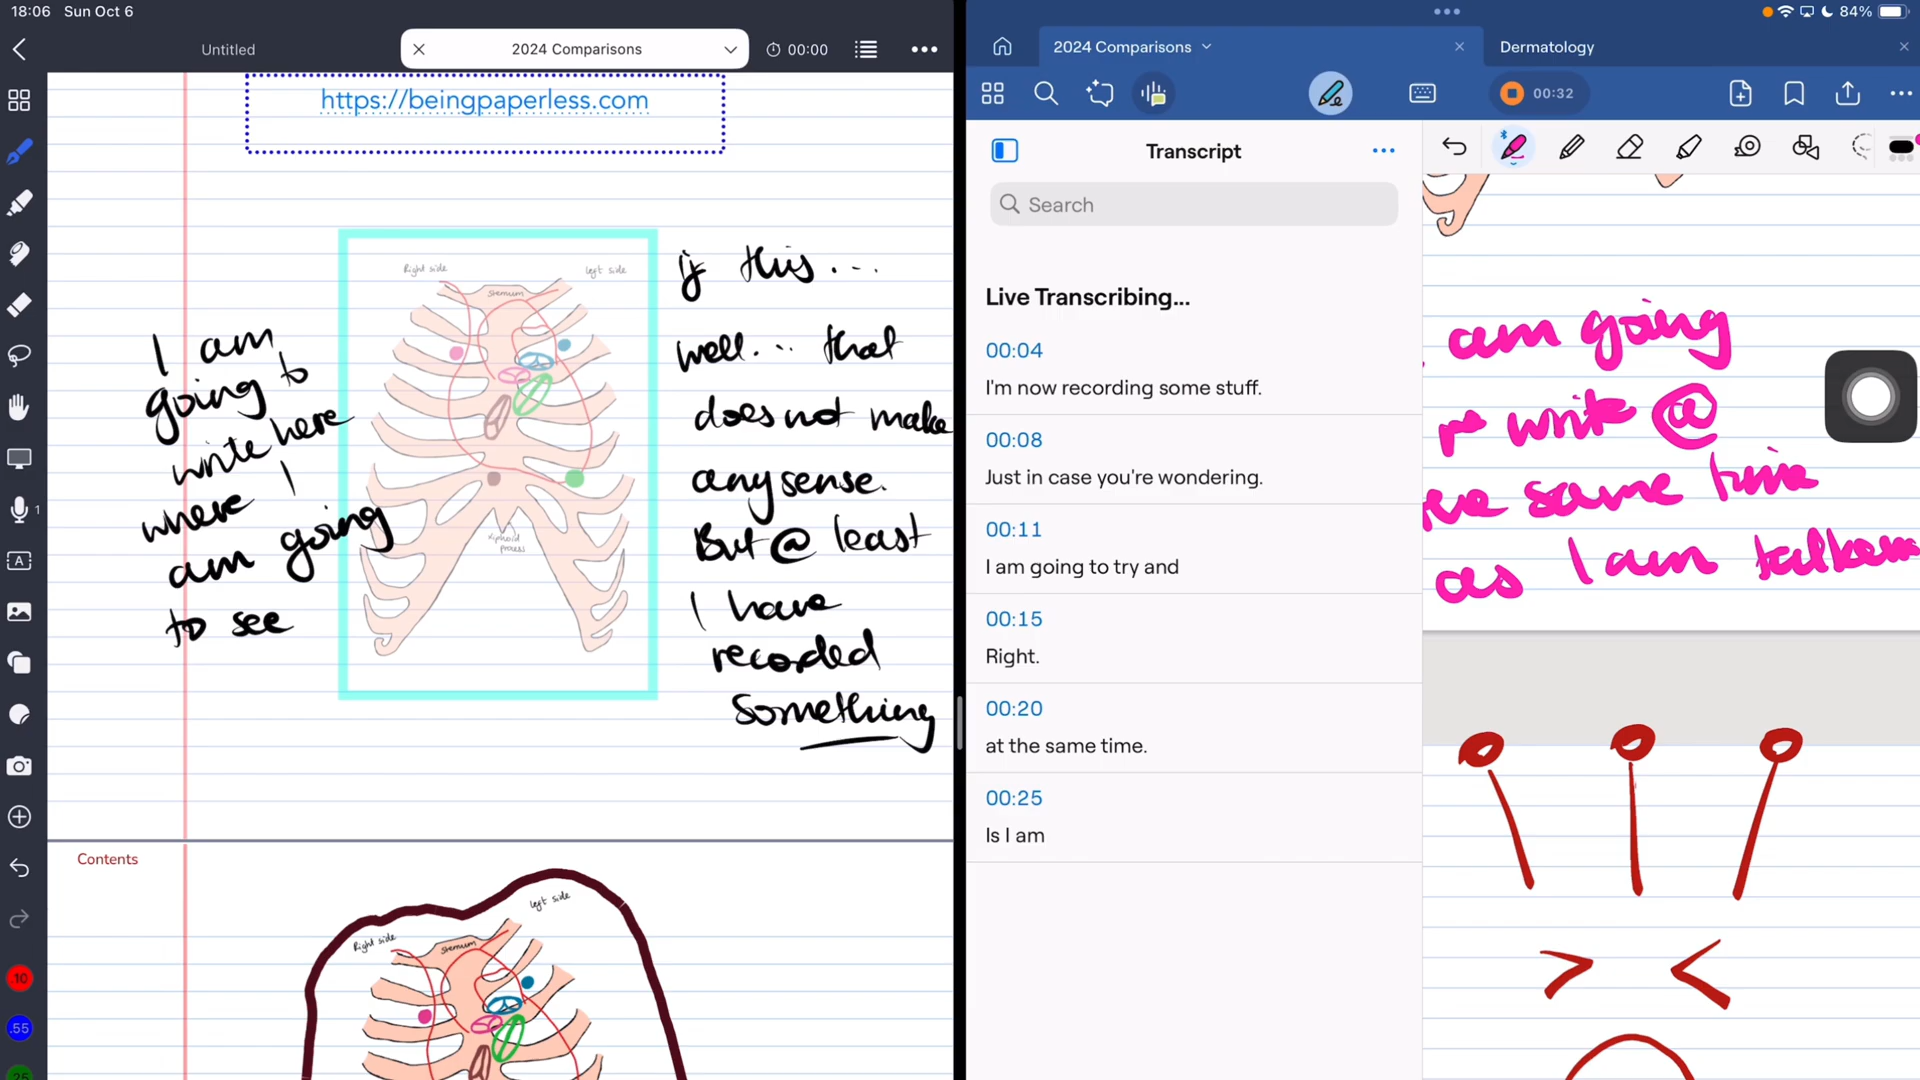 18:06 Sun Oct 6
84%
Untitled
2024 Comparisons
00:00
https://beingpaperless.com
Right side
Left side
Sternum
Xiphoid
process
I am
going to
write here
where I
am going
to see
if this...
well... that
does not make
any sense.
But @ least
I have
recorded
something
1
A
10
.55
.25
Contents
Right side
Left side
Sternum
2024 Comparisons
Dermatology
00:32
Transcript
Search
Live Transcribing...
00:04
I'm now recording some stuff.
00:08
Just in case you're wondering.
00:11
I am going to try and
00:15
Right.
00:20
at the same time.
00:25
Is I am
am going
write @
same time
as I am